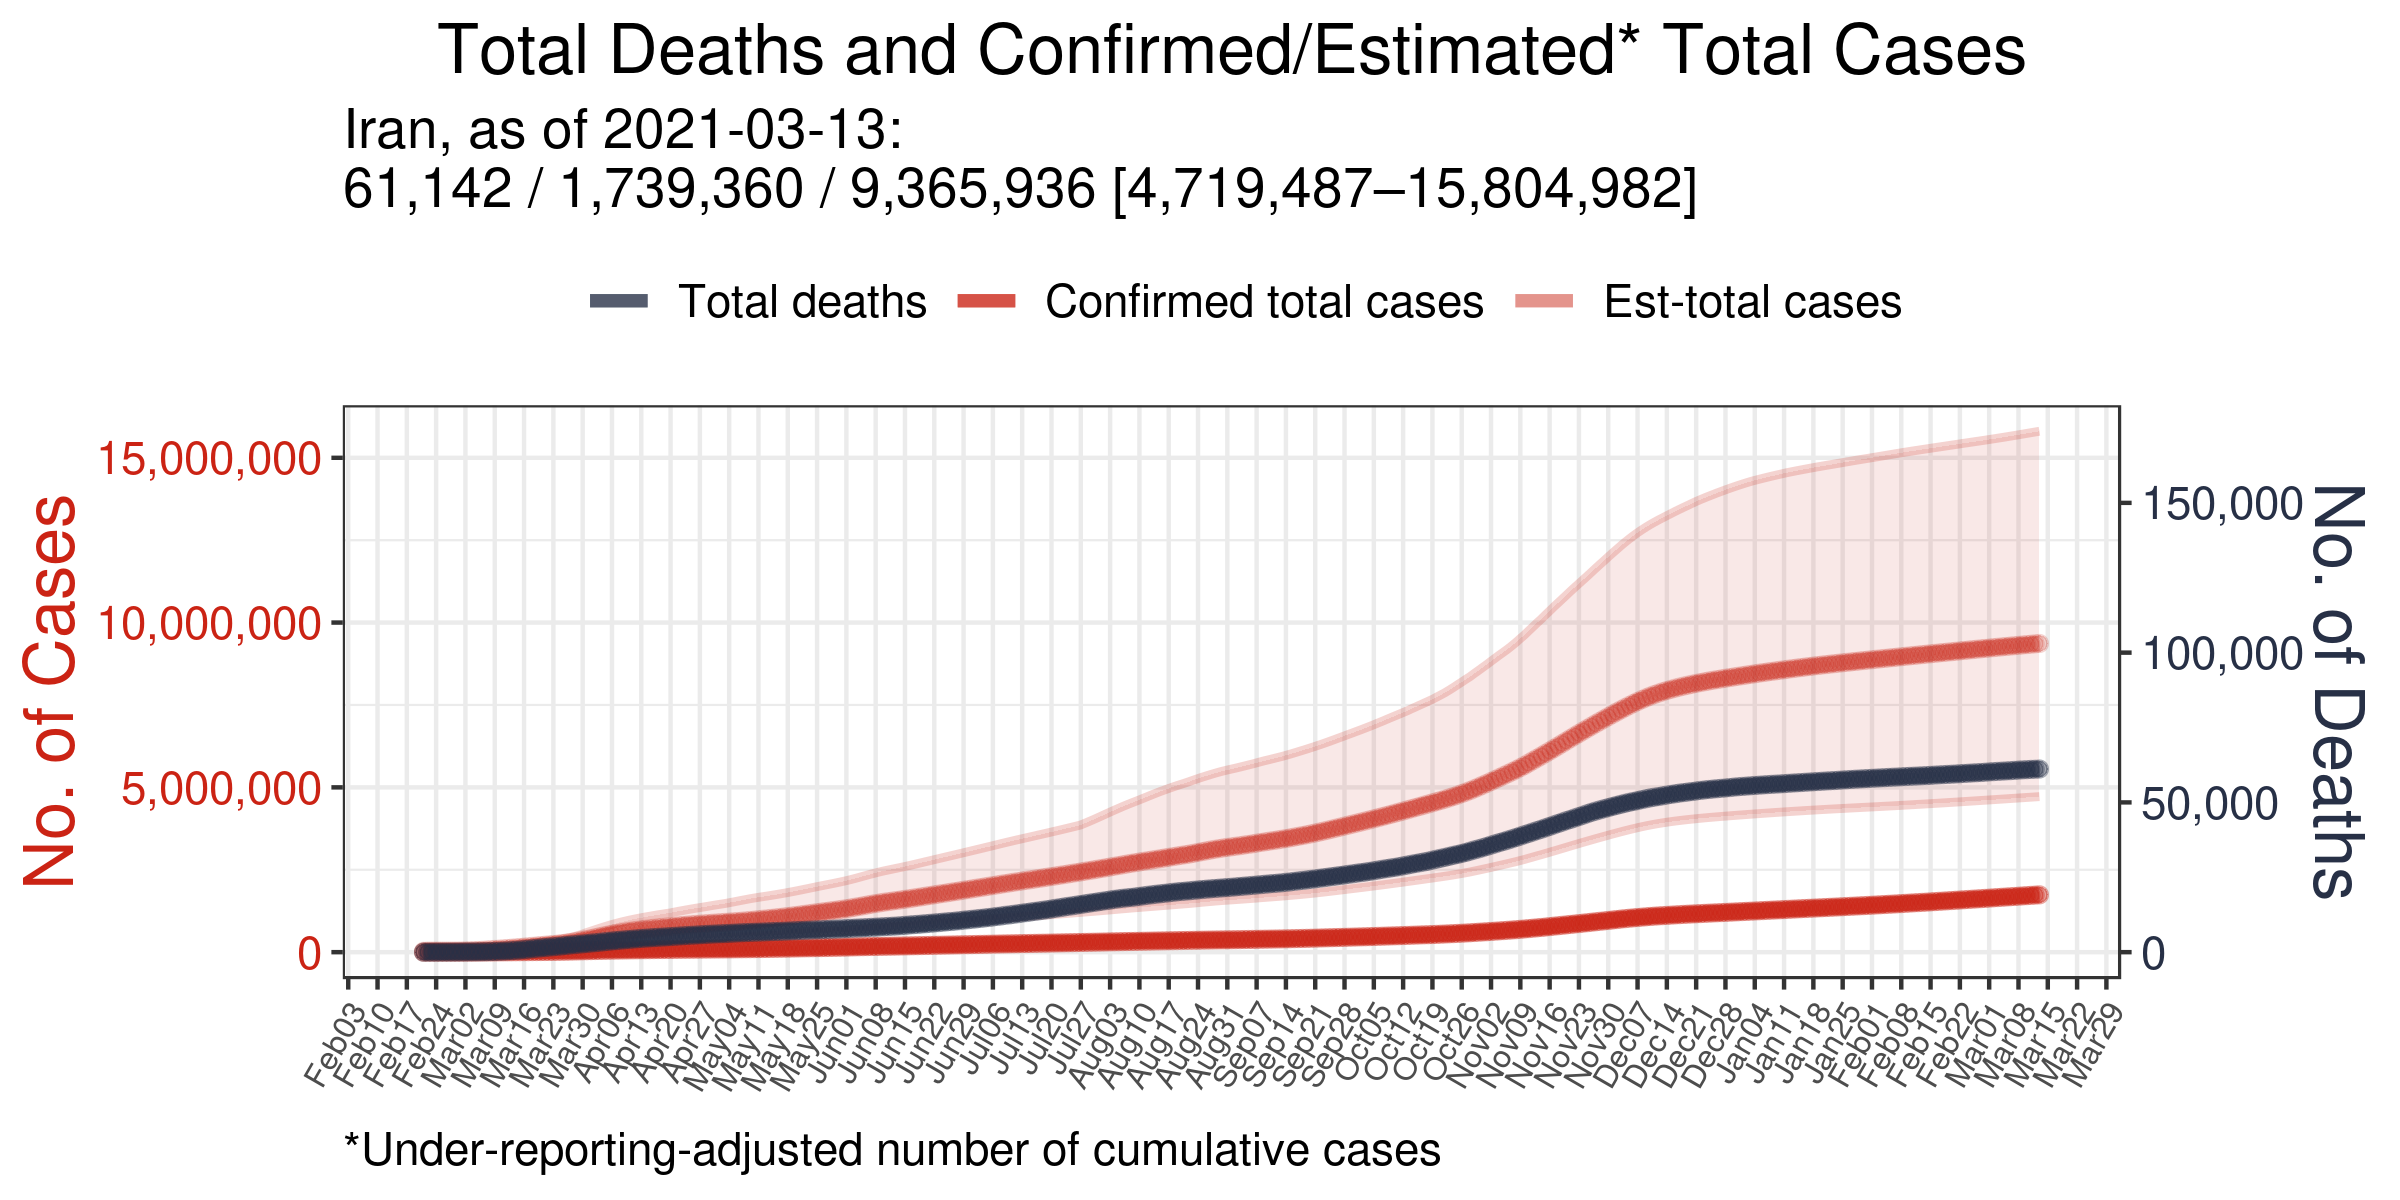 Total Deaths and Confirmed/Estimated* Total Cases
Iran, as of 2021-03-13:
61,142 / 1,739,360 / 9,365,936 [4,719,487–15,804,982]
Total deaths
Confirmed total cases
Est-total cases
No. of Cases
15,000,000
10,000,000
5,000,000
0
150,000
100,000
50,000
0
No. of Deaths
Feb03
Feb10
Feb17
Feb24
Mar02
Mar09
Mar16
Mar23
Mar30
Apr06
Apr13
Apr20
Apr27
May04
May11
May18
May25
Jun01
Jun08
Jun15
Jun22
Jun29
Jul06
Jul13
Jul20
Jul27
Aug03
Aug10
Aug17
Aug24
Aug31
Sep07
Sep14
Sep21
Sep28
Oct05
Oct12
Oct19
Oct26
Nov02
Nov09
Nov16
Nov23
Nov30
Dec07
Dec14
Dec21
Dec28
Jan04
Jan11
Jan18
Jan25
Feb01
Feb08
Feb15
Feb22
Mar01
Mar08
Mar15
Mar22
Mar29
*Under-reporting-adjusted number of cumulative cases